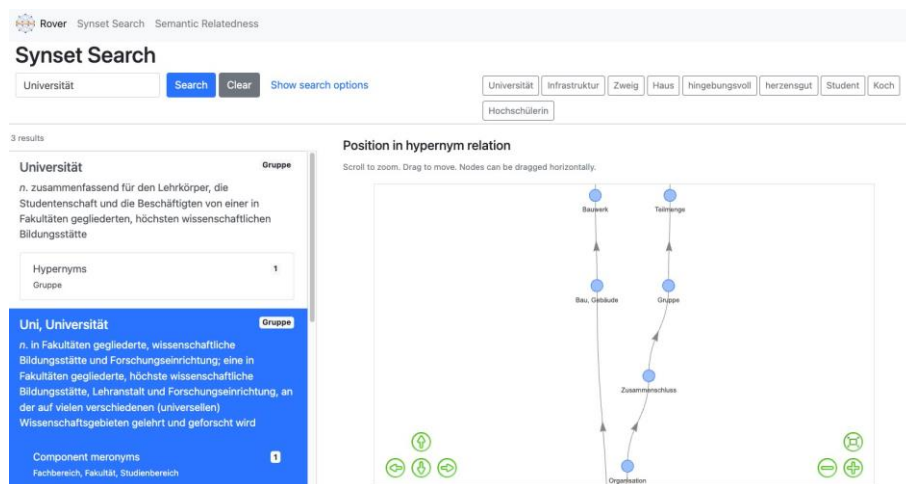 Rover Synset Search Semantic Relatedness
Synset Search
Universität Search Clear Show search options
Universität Infrastruktur Zweig Haus hingebungsvoll herzensgut Student Koch
Hochschülerin
3 results
Universität Gruppe
n. zusammenfassend für den Lehrkörper, die
Studentenschaft und die Beschäftigten von einer in
Fakultäten gegliederten, höchsten wissenschaftlichen
Bildungsstätte
Hypernyms 1
Gruppe
Uni, Universität Gruppe
n. in Fakultäten gegliederte, wissenschaftliche
Bildungsstätte und Forschungseinrichtung; eine in
Fakultäten gegliederte, höchste wissenschaftliche
Bildungsstätte, Lehranstalt und Forschungseinrichtung, an
der auf vielen verschiedenen (universellen)
Wissenschaftsgebieten gelehrt und geforscht wird
Component meronyms 1
Fachbereich, Fakultät, Studienbereich
Position in hypernym relation
Scroll to zoom. Drag to move. Nodes can be dragged horizontally.
Bauwerk Teilmenge
Bau, Gebäude Gruppe
Zusammenschluss
Organisation